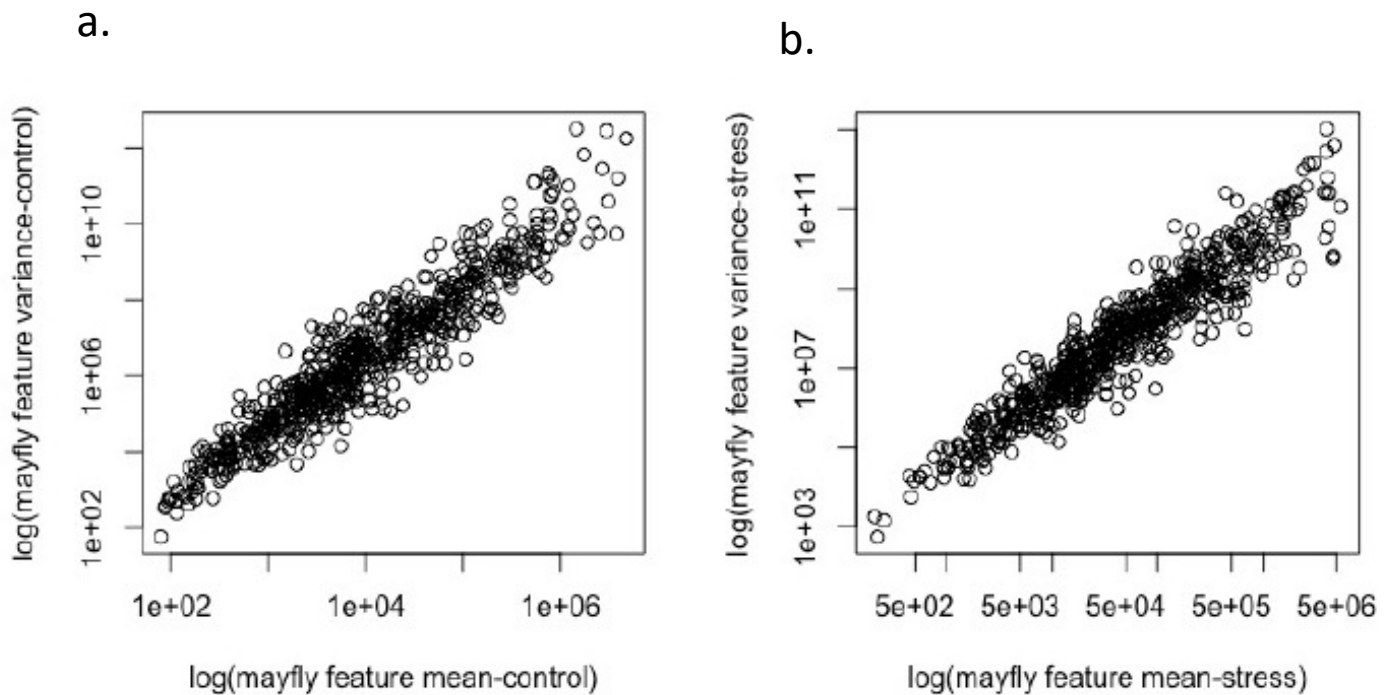 a.
b.
log(mayfly feature variance-control)
1e+02
1e+06
1e+10
1e+02
1e+04
1e+06
log(mayfly feature mean-control)
log(mayfly feature variance-stress)
1e+03
1e+07
1e+11
5e+02
5e+03
5e+04
5e+05
5e+06
log(mayfly feature mean-stress)